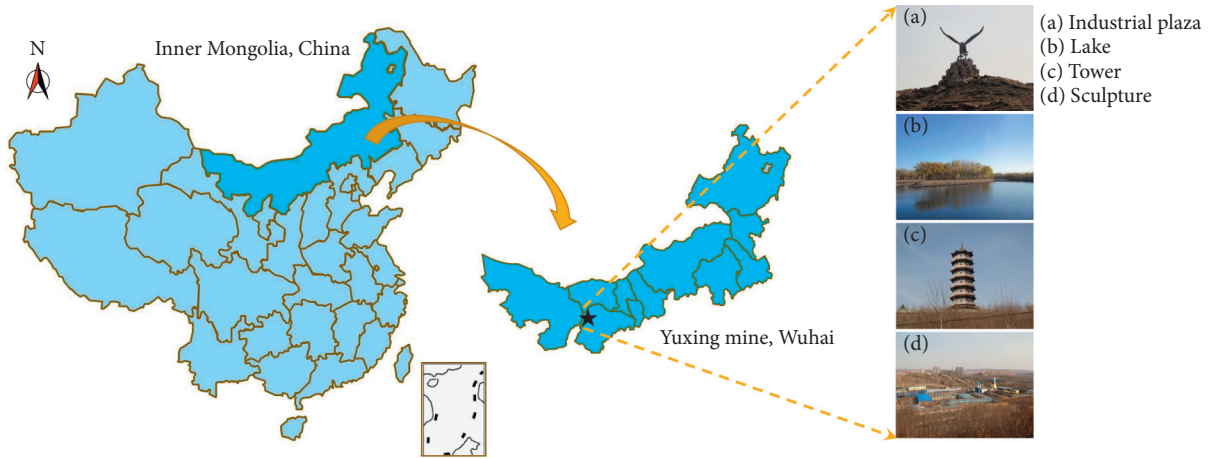 Inner Mongolia, China
N
Yuxing mine, Wuhai
(a)
(b)
(c)
(d)
(a) Industrial plaza
(b) Lake
(c) Tower
(d) Sculpture